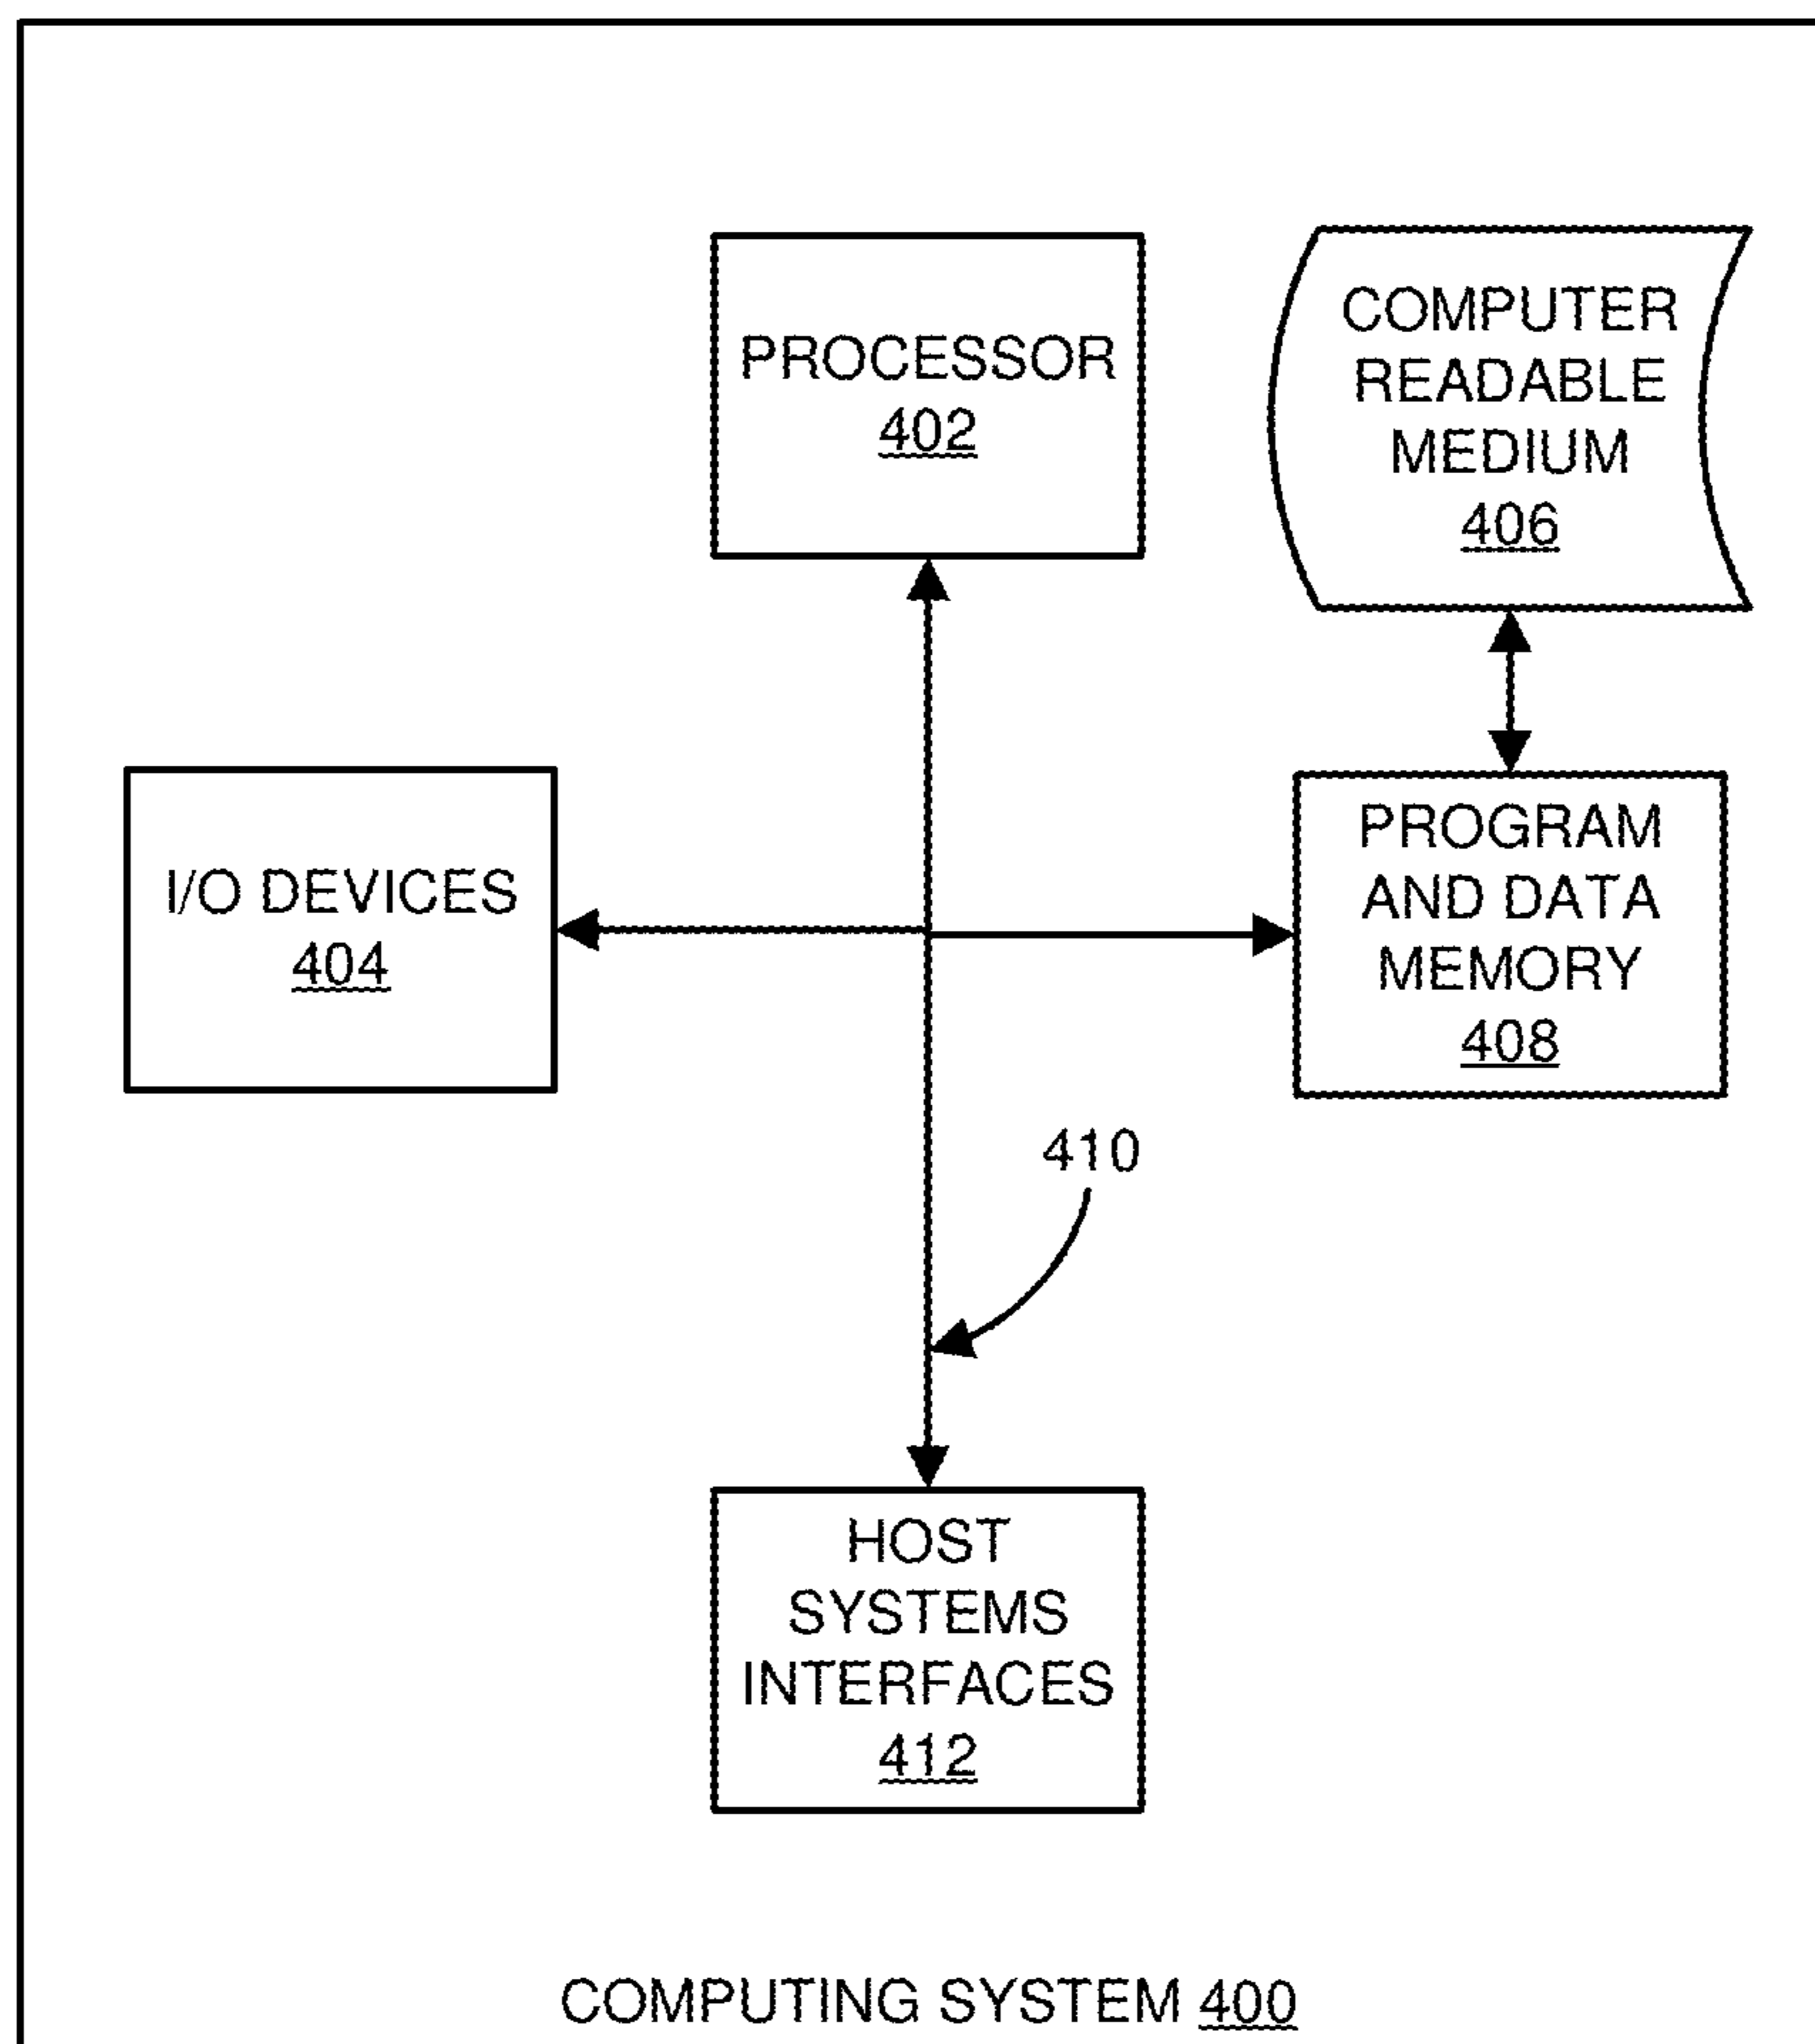 PROCESSOR
402
COMPUTER
READABLE
MEDIUM
406
I/O DEVICES
404
PROGRAM
AND DATA
MEMORY
408
410
HOST
SYSTEMS
INTERFACES
412
COMPUTING SYSTEM 400